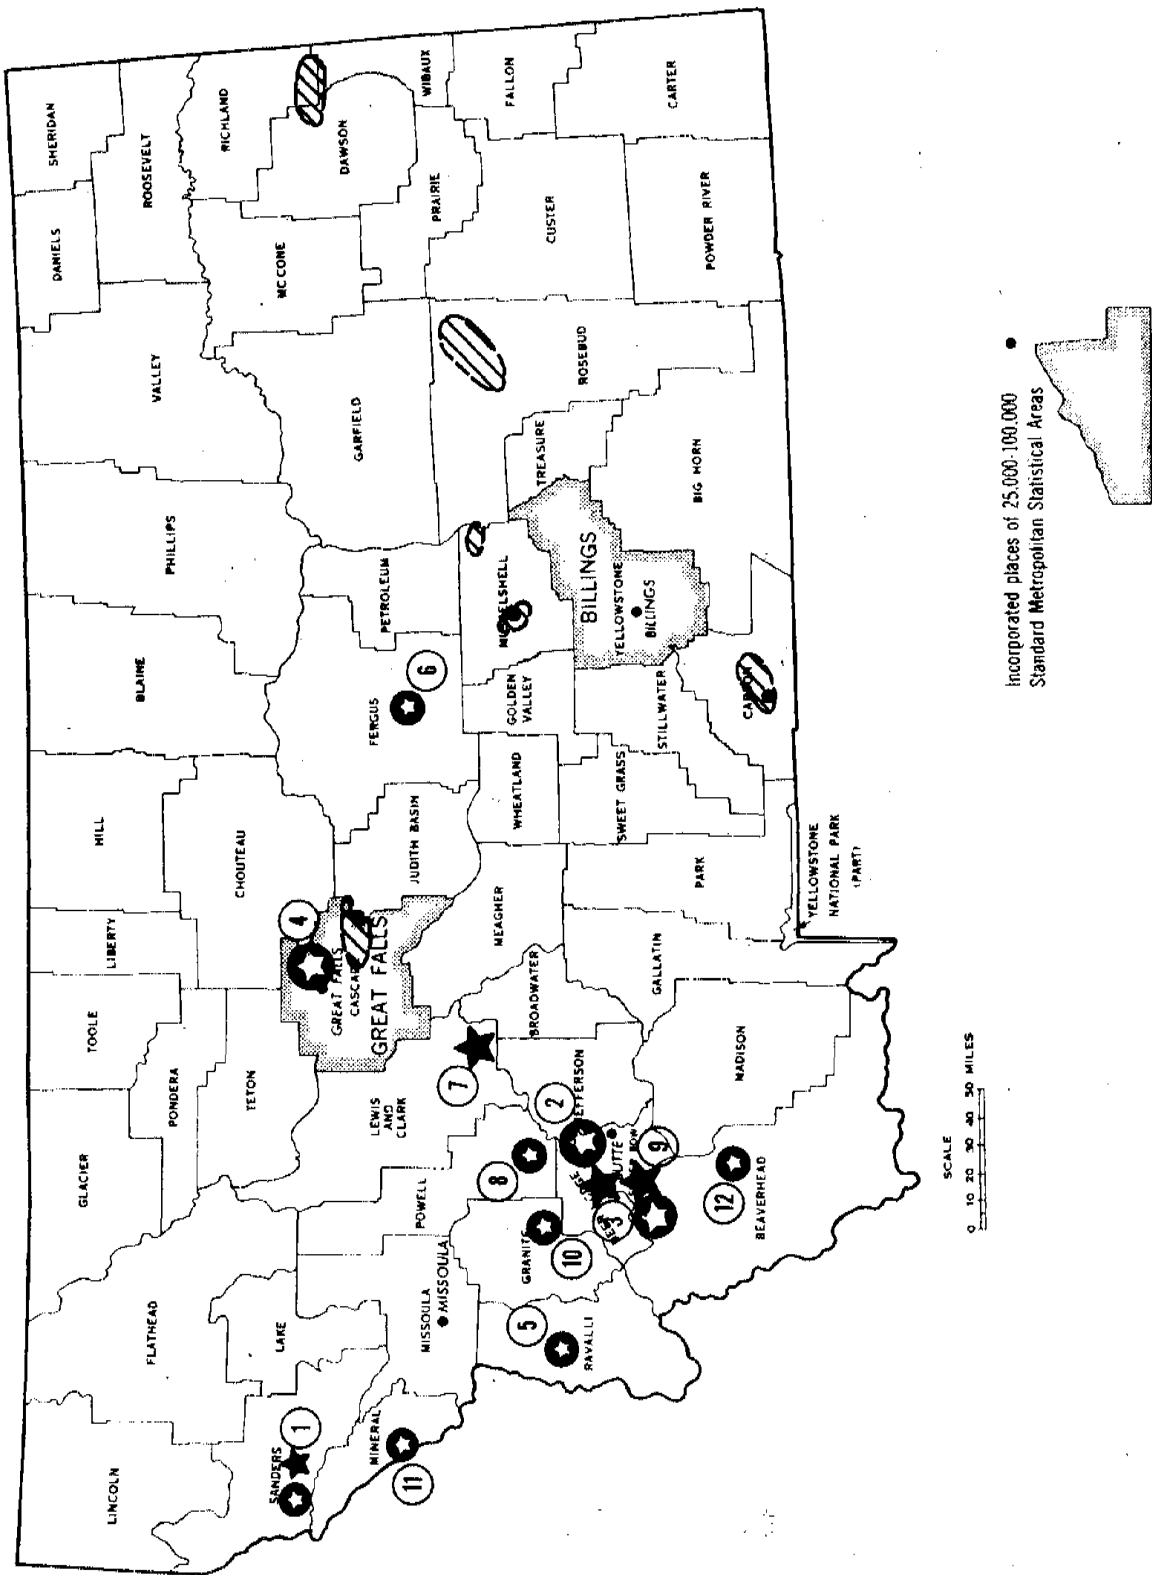 LINCOLN
FLATHEAD
GLACIER
TOOLE
LIBERTY
HILL
BLAINE
PHILLIPS
VALLEY
DANIELS
SHERIDAN
ROOSEVELT
PONDERA
TETON
CHOUTEAU
SANDERS
1
LAKE
MINERAL
11
MISSOULA
MISSOULA
POWELL
LEWIS
AND
CLARK
4
GREAT FALLS
CASCADE
GREAT FALLS
JUDITH BASIN
FERGUS
6
PETROLEUM
GARFIELD
MCCONE
RICHLAND
DAWSON
WIBAUX
PRAIRIE
FALLON
CUSTER
CARTER
POWDER RIVER
ROSEBUD
TREASURE
BIG HORN
MUSSELSHELL
BILLINGS
YELLOWSTONE
BILLINGS
GOLDEN
VALLEY
WHEATLAND
MEAGHER
BROADWATER
7
JEFFERSON
2
8
GRANITE
10
5
RAVALLI
3
BUTTE
9
12
BEAVERHEAD
MADISON
GALLATIN
PARK
SWEET GRASS
STILLWATER
CARBON
YELLOWSTONE
NATIONAL PARK
(PART)
SCALE
0 10 20 30 40 50 MILES
Incorporated places of 25,000-100,000
Standard Metropolitan Statistical Areas